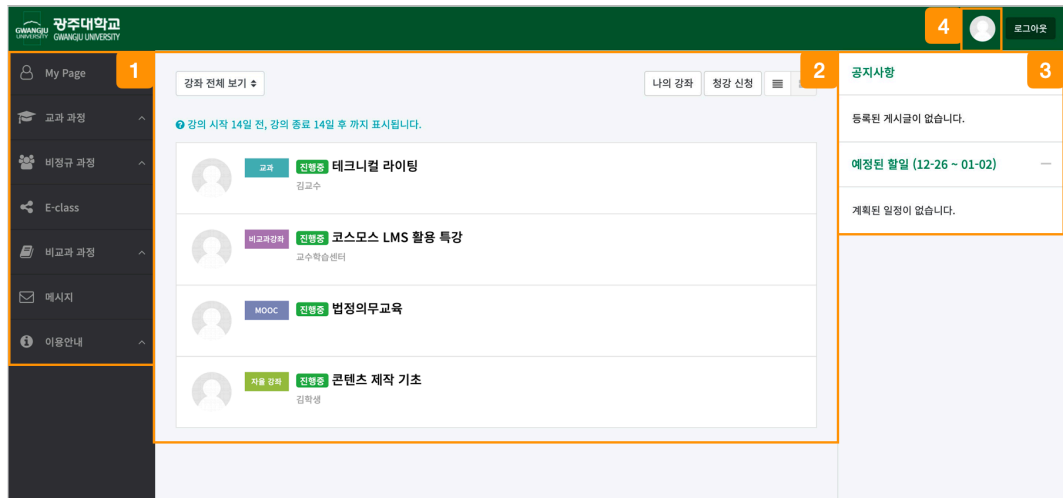 GWANGJU
UNIVERSITY
광주대학교
GWANGJU UNIVERSITY
4
로그아웃
My Page
1
교과 과정
비정규 과정
E-class
비교과 과정
메시지
이용안내
강좌 전체 보기
나의 강좌
청강 신청
2
강의 시작 14일 전, 강의 종료 14일 후 까지 표시됩니다.
교과 진행중 테크니컬 라이팅
김교수
비교과강좌 진행중 코스모스 LMS 활용 특강
교수학습센터
MOOC 진행중 법정의무교육
자율 강좌 진행중 콘텐츠 제작 기초
김학생
공지사항
3
등록된 게시글이 없습니다.
예정된 할일 (12-26 ~ 01-02)
계획된 일정이 없습니다.